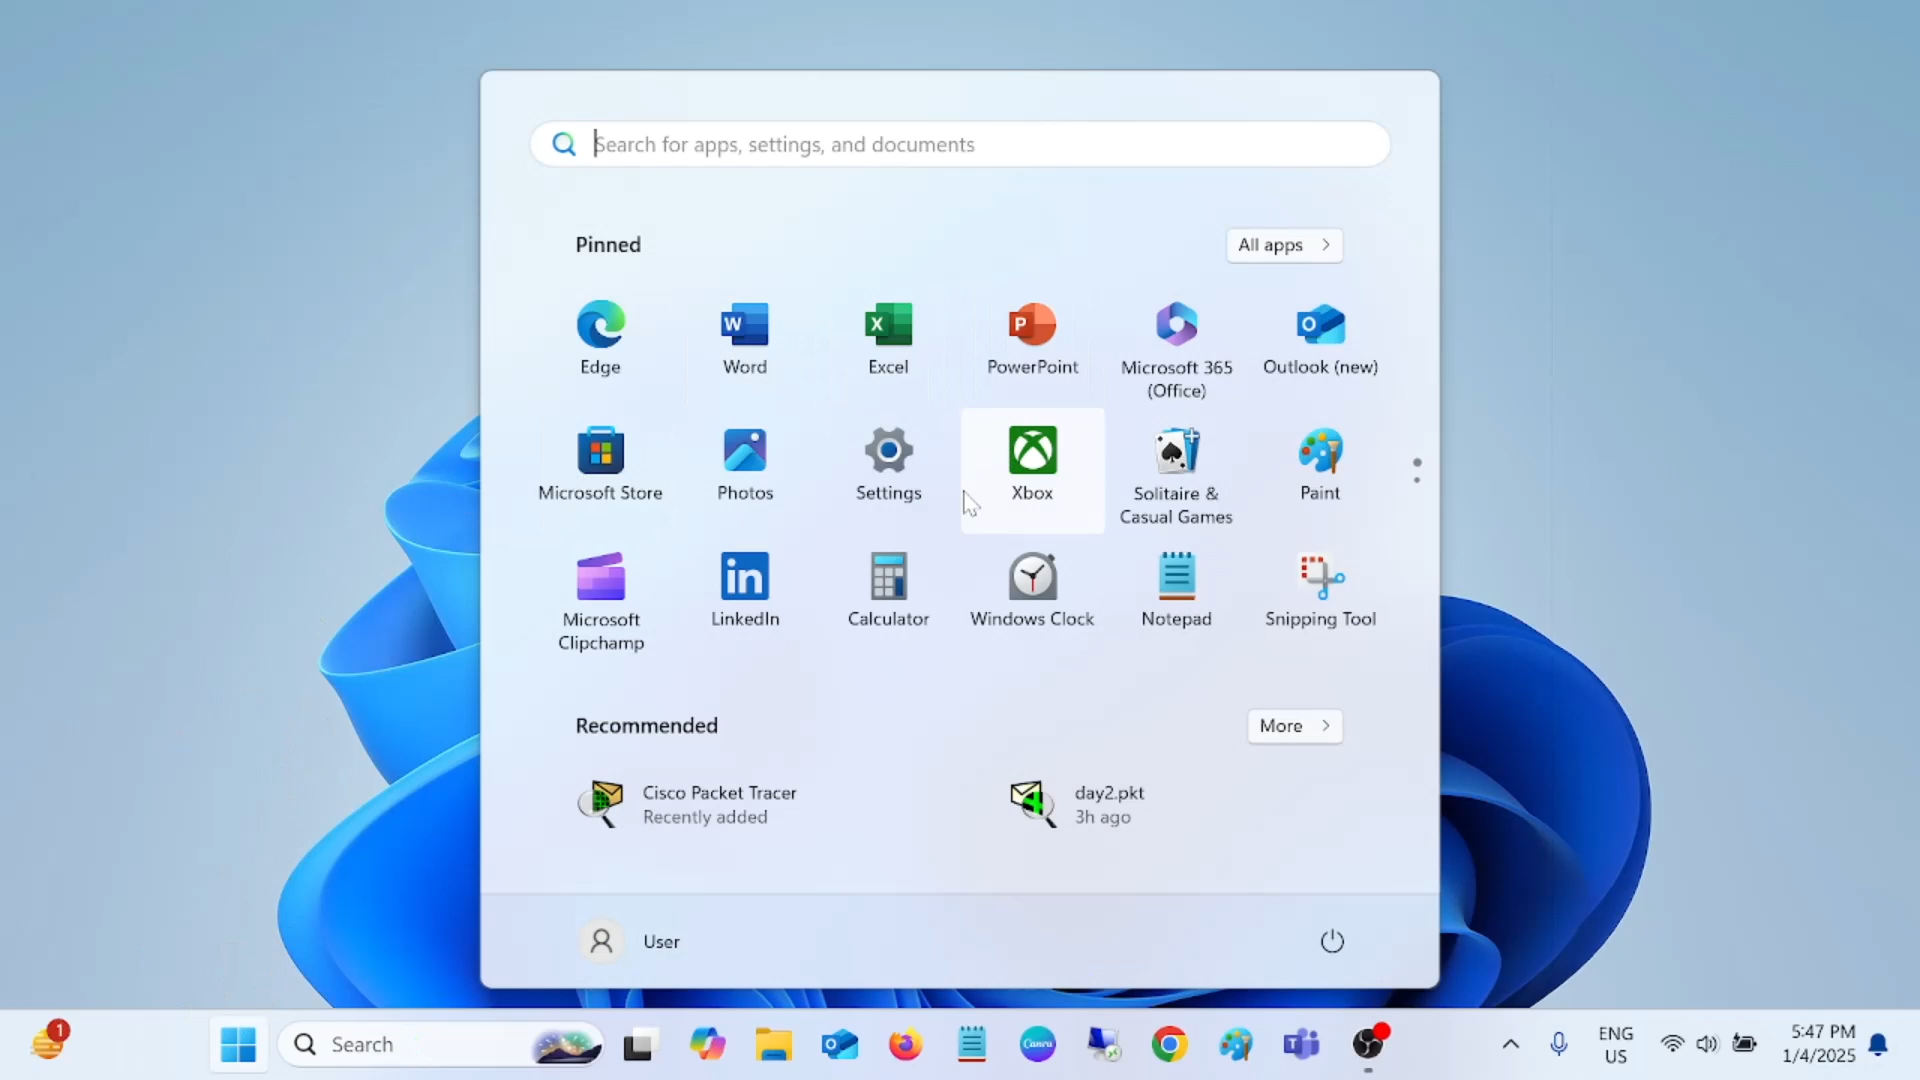 Search for apps, settings, and documents
Pinned
All apps
Edge
Word
Excel
PowerPoint
Microsoft 365
(Office)
Outlook (new)
Microsoft Store
Photos
Settings
Xbox
Solitaire &
Casual Games
Paint
Microsoft
Clipchamp
LinkedIn
Calculator
Windows Clock
Notepad
Snipping Tool
Recommended
More
Cisco Packet Tracer
Recently added
day2.pkt
3h ago
User
1
Search
Canva
ENG
US
5:47 PM
1/4/2025